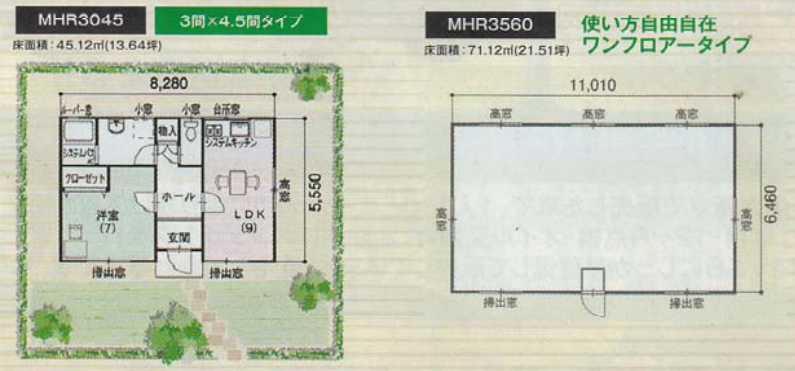 MHR3045
3間×4.5間タイプ
床面積:45.12㎡(13.64坪)
8,280
ルーバー窓
小窓
小窓
台所窓
物入
システムバス
システムキッチン
クローゼット
ホール
洋室
(7)
LDK
(9)
玄関
高窓
5,550
掃出窓
掃出窓
MHR3560
使い方自由自在
ワンフロアータイプ
床面積:71.12㎡(21.51坪)
11,010
高窓
高窓
高窓
高窓
高窓
6,460
掃出窓
掃出窓